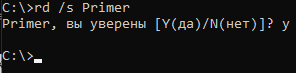 C:\>rd /s Primer
Primer, вы уверены [Y(да)/N(нет)]? y
C:\>